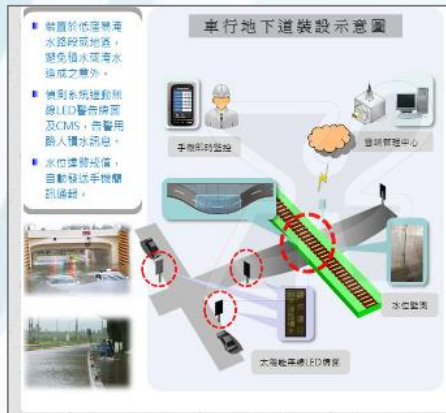 裝置於低窪易淹
水路段或地區，
避免積水或淹水
造成之意外。
偵測系統連動無
線LED警告牌面
及CMS，告警用
路人積水訊息。
水位達警戒值，
自動發送手機簡
訊通報。
車行地下道裝設示意圖
手機即時監控
管理中心
水位監測
太陽能無線LED牌面